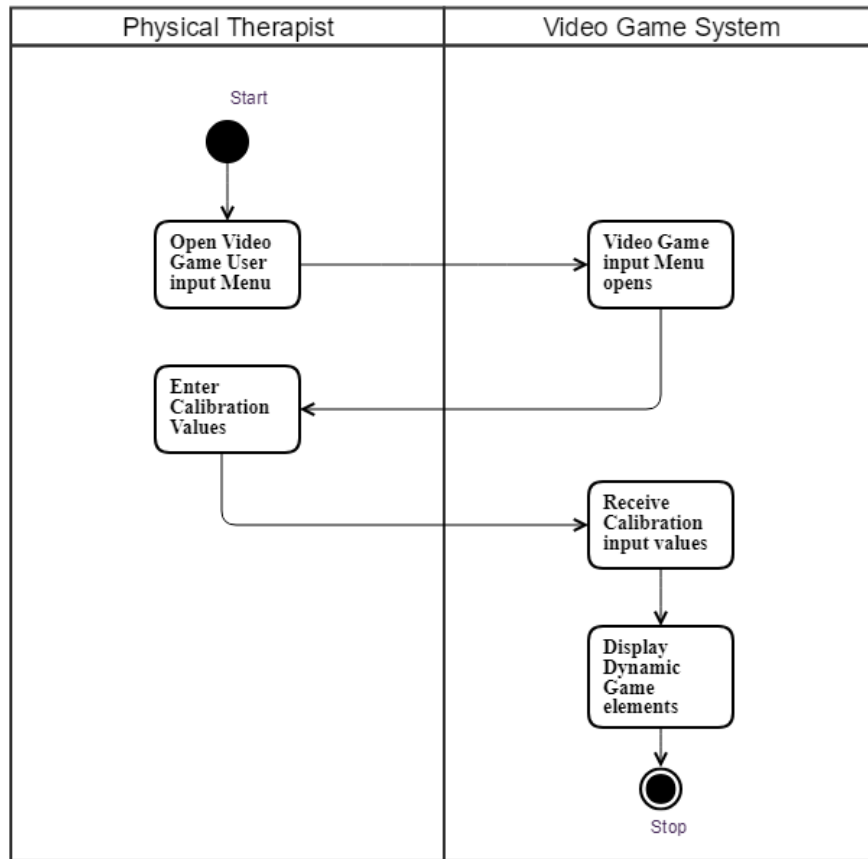 Physical Therapist
Video Game System
Start
Open Video
Game User
input Menu
Video Game
input Menu
opens
Enter
Calibration
Values
Receive
Calibration
input values
Display
Dynamic
Game
elements
Stop